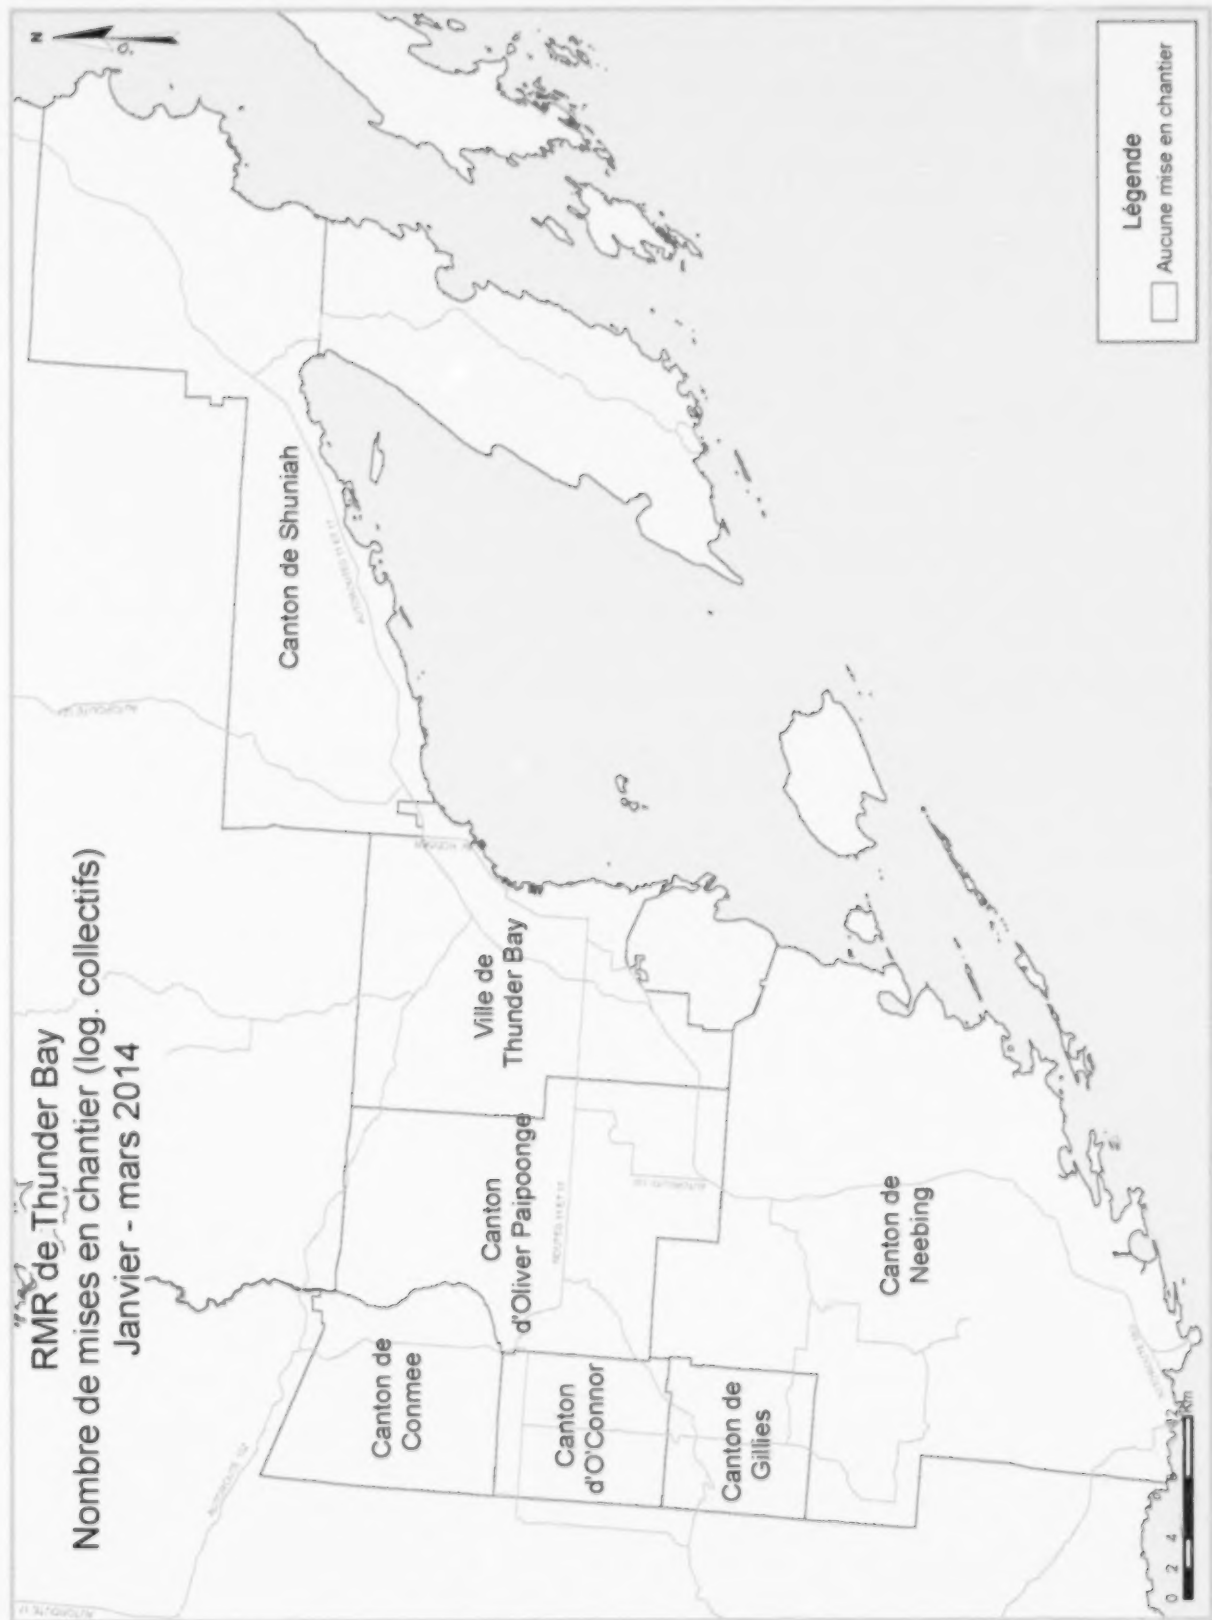 RMR de Thunder Bay
Nombre de mises en chantier (log. collectifs)
Janvier - mars 2014
N
Canton de Shuniah
Ville de
Thunder Bay
Canton
d'Oliver Paipoonge
Canton de
Conmee
Canton
d'O'Connor
Canton de
Gillies
Canton de
Neebing
0 2 4 8 12
Km
Légende
Aucune mise en chantier